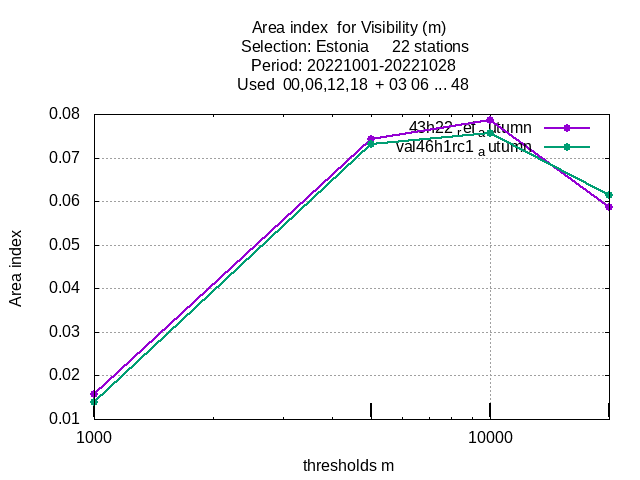 Area index  for Visibility (m)
Selection: Estonia     22 stations
Period: 20221001-20221028
Used  00,06,12,18  + 03 06 ... 48
0.08
43h22_ref_autumn
val46h1rc1_autumn
0.07
0.06
0.05
0.04
0.03
0.02
0.01
Area index
1000
10000
thresholds m